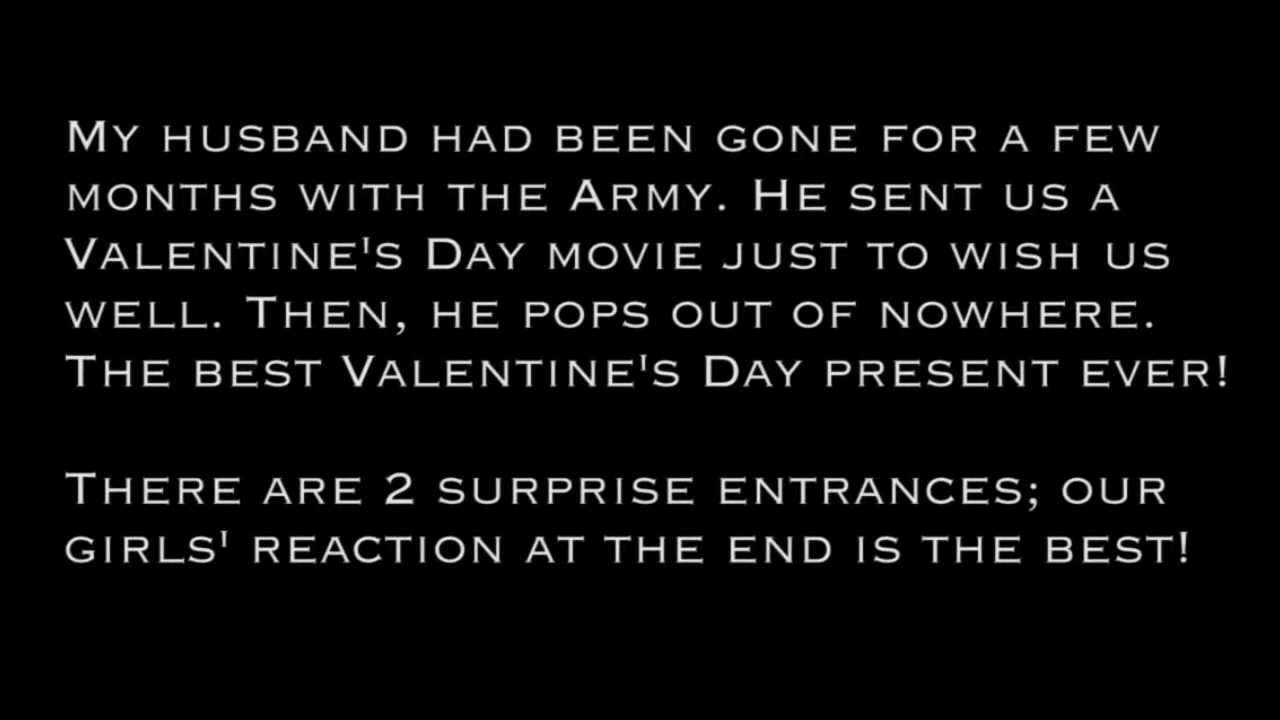 My husband had been gone for a few
months with the Army. He sent us a
Valentine's Day movie just to wish us
well. Then, he pops out of nowhere.
The best Valentine's Day present ever!
There are 2 surprise entrances; our
girls' reaction at the end is the best!